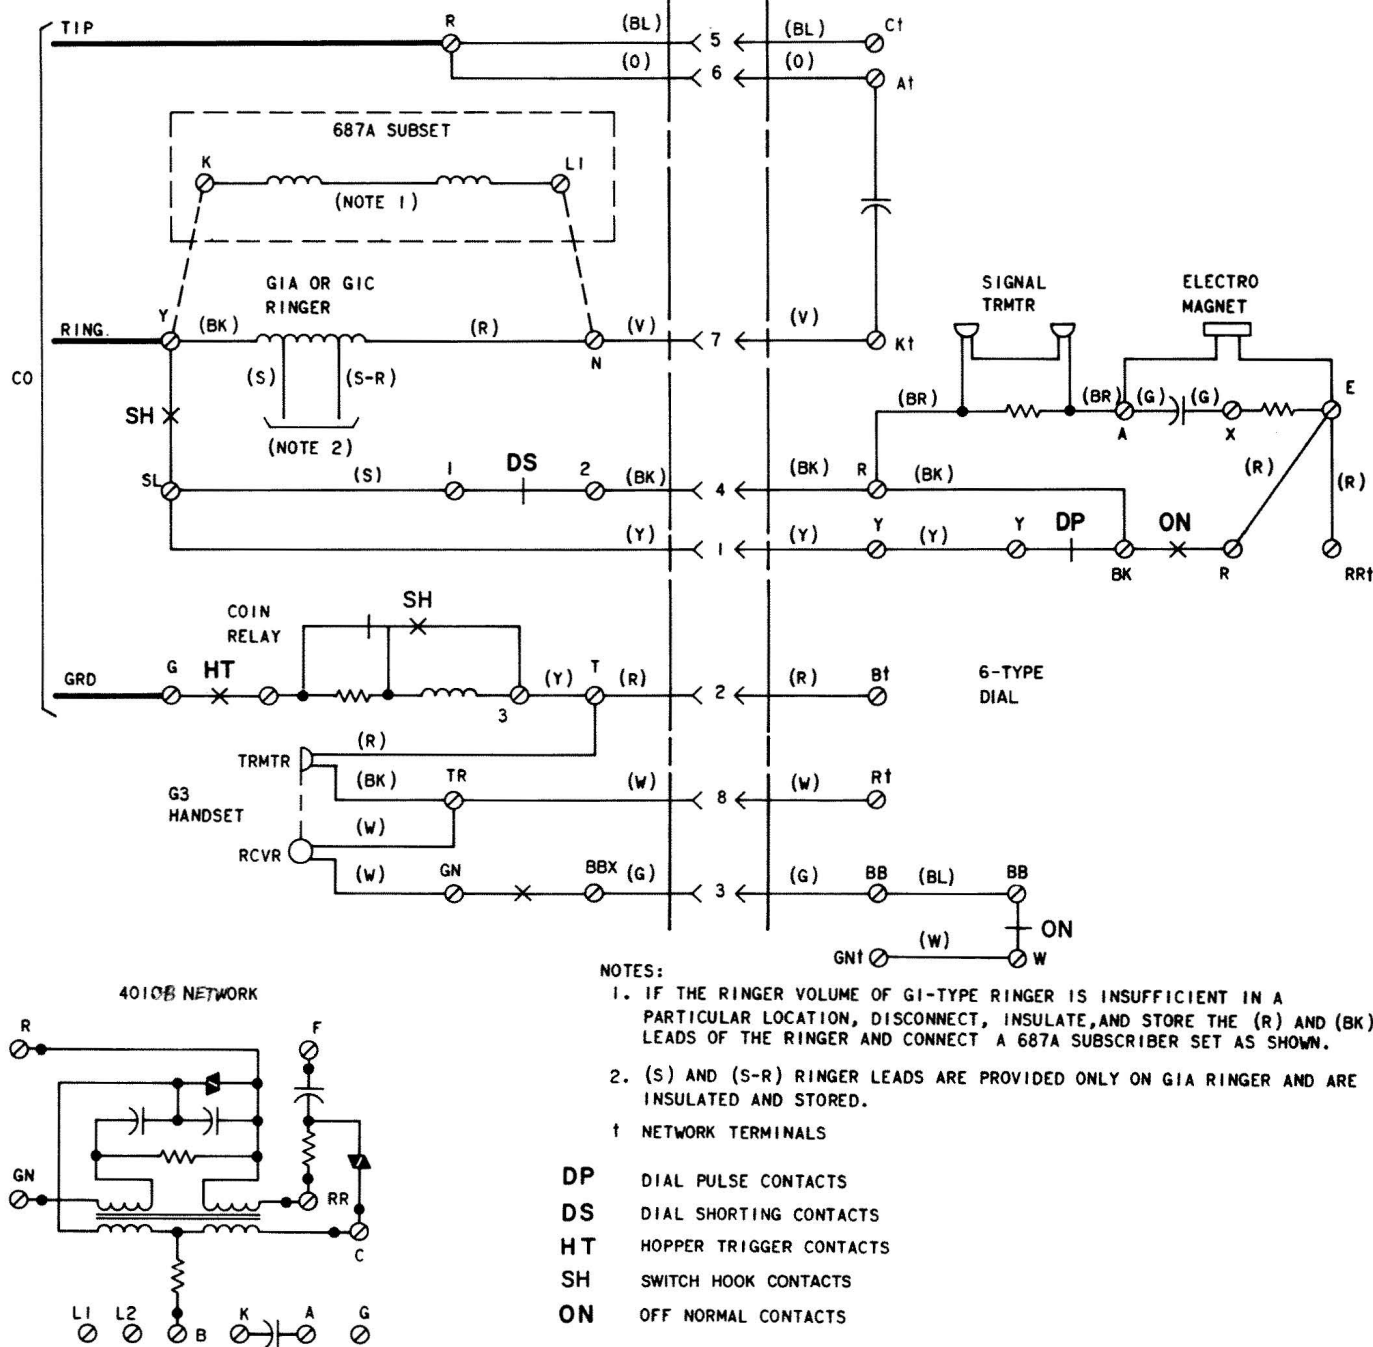 TIP R (BL) 5 (BL) C†
(O) 6 (O) A†
687A SUBSET
K L1
(NOTE 1)
SIGNAL TRMTR
ELECTRO MAGNET
G1A OR G1C
RINGER
RING. Y (BK) (R) N (V) 7 (V) K†
CO
(S) (S-R)
(NOTE 2)
SH
(BR) (BR) A (G) (G) X E
(R) (R)
SL (S) 1 DS 2 (BK) 4 (BK) R (BK)
(Y) 1 (Y) Y (Y) Y DP BK ON R RR†
COIN
RELAY
SH
GRD G HT 3 (Y) T (R) 2 (R) B†
6-TYPE
DIAL
TRMTR (R)
(BK) TR (W) 8 (W) R†
G3
HANDSET
(W)
RCVR
(W) GN BBX (G) 3 (G) BB (BL) BB
ON
GN† (W) W
NOTES:
1. IF THE RINGER VOLUME OF G1-TYPE RINGER IS INSUFFICIENT IN A
PARTICULAR LOCATION, DISCONNECT, INSULATE, AND STORE THE (R) AND (BK)
LEADS OF THE RINGER AND CONNECT A 687A SUBSCRIBER SET AS SHOWN.
2. (S) AND (S-R) RINGER LEADS ARE PROVIDED ONLY ON G1A RINGER AND ARE
INSULATED AND STORED.
† NETWORK TERMINALS
DP DIAL PULSE CONTACTS
DS DIAL SHORTING CONTACTS
HT HOPPER TRIGGER CONTACTS
SH SWITCH HOOK CONTACTS
ON OFF NORMAL CONTACTS
4010B NETWORK
R F
GN RR
C
L1 L2 B K A G